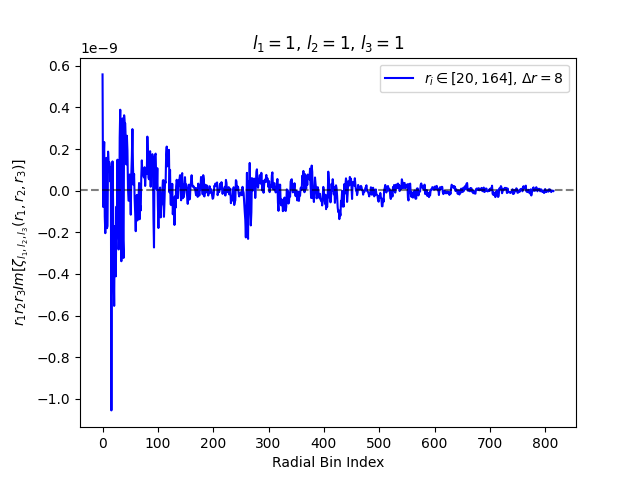 l₁ = 1, l₂ = 1, l₃ = 1
1e−9
rᵢ ∈ [20, 164], Δr = 8
0.6
0.4
0.2
0.0
−0.2
−0.4
−0.6
−0.8
−1.0
r₁r₂r₃Im[ζ_{l₁,l₂,l₃}(r₁, r₂, r₃)]
0 100 200 300 400 500 600 700 800
Radial Bin Index